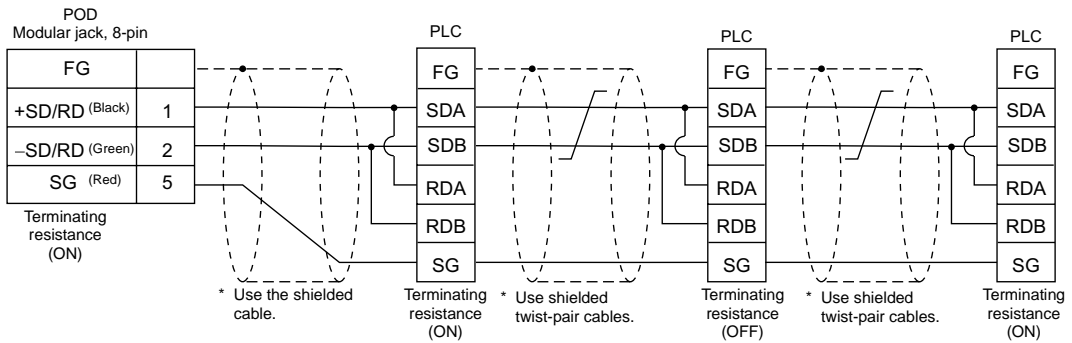 POD
Modular jack, 8-pin
FG
+SD/RD (Black) 1
−SD/RD (Green) 2
SG (Red) 5
Terminating
resistance
(ON)
* Use the shielded
cable.
PLC
FG
SDA
SDB
RDA
RDB
SG
Terminating
resistance
(ON)
* Use shielded
twist-pair cables.
PLC
FG
SDA
SDB
RDA
RDB
SG
Terminating
resistance
(OFF)
* Use shielded
twist-pair cables.
PLC
FG
SDA
SDB
RDA
RDB
SG
Terminating
resistance
(ON)